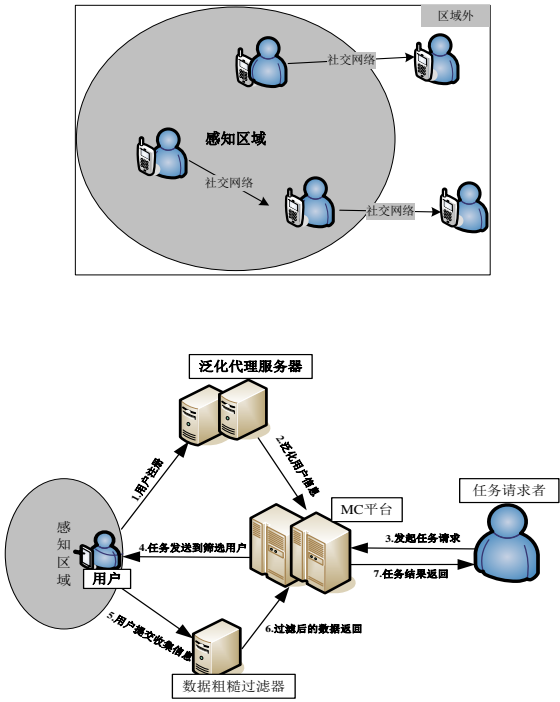 区域外
社交网络
感知区域
社交网络
社交网络
泛化代理服务器
1.用户注册
2.泛化用户信息
MC平台
任务请求者
感知区域
用户
3.发起任务请求
4.任务发送到筛选用户
7.任务结果返回
5.用户提交收集信息
6.过滤后的数据返回
数据粗糙过滤器